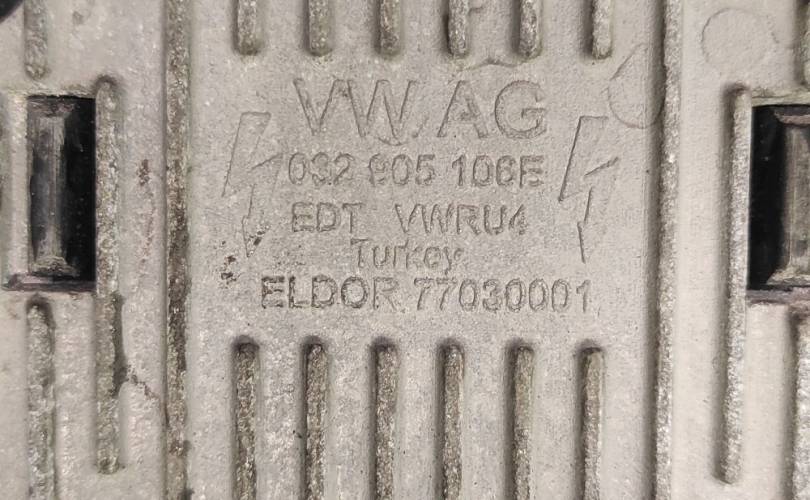 VW AG
032 905 106E
EDT VWRU4
Turkey
ELDOR 77030001